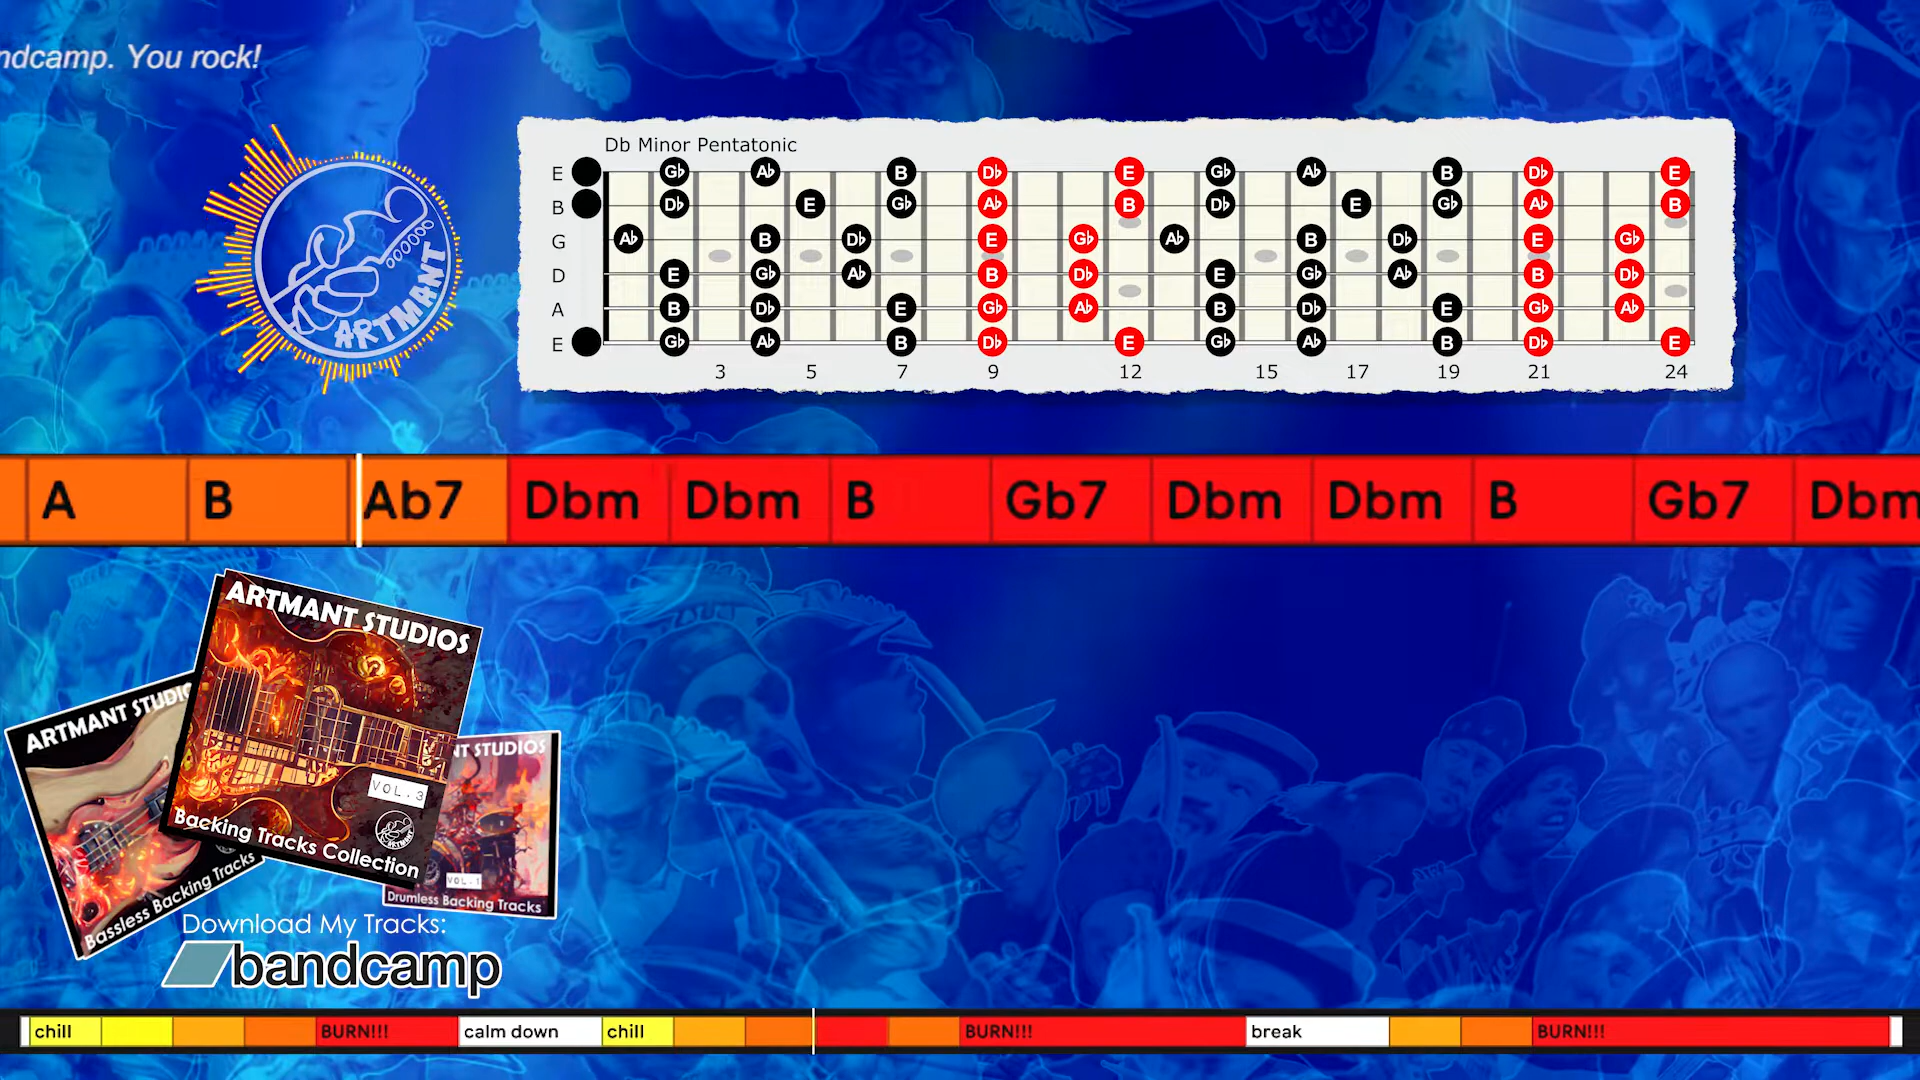 ndcamp. You rock!
ARTMANT
Db Minor Pentatonic
E G♭ A♭ B D♭ E G♭ A♭ B D♭ E
B D♭ E G♭ A♭ B D♭ E G♭ A♭ B
G A♭ B D♭ E G♭ A♭ B D♭ E G♭
D E G♭ A♭ B D♭ E G♭ A♭ B D♭
A B D♭ E G♭ A♭ B D♭ E G♭ A♭
E G♭ A♭ B D♭ E G♭ A♭ B D♭ E
3 5 7 9 12 15 17 19 21 24
A B Ab7 Dbm Dbm B Gb7 Dbm Dbm B Gb7 Dbm
ARTMANT STUDIOS
VOL.3
ARTMANT
Backing Tracks Collection
ARTMANT STUDIO
Bassless Backing Tracks
NT STUDIOS
VOL.1
Drumless Backing Tracks
Download My Tracks:
bandcamp
chill BURN!!! calm down chill BURN!!! break BURN!!!